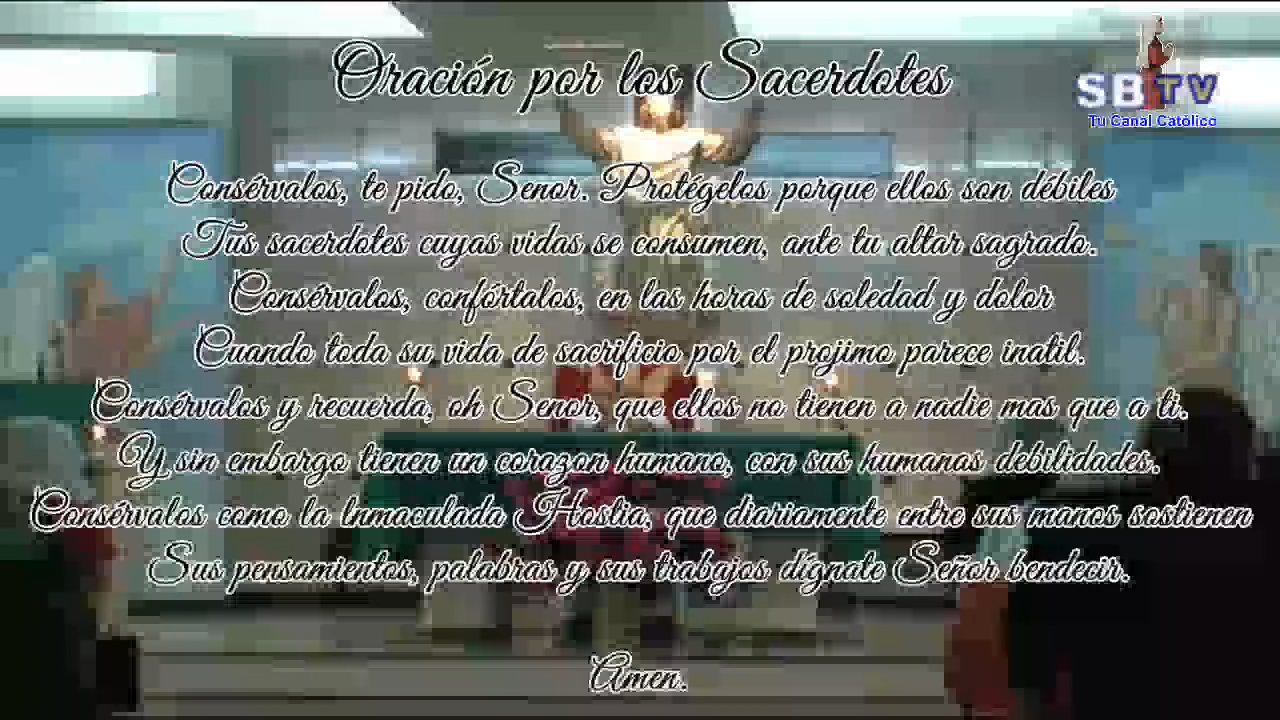 Oración por los Sacerdotes
SBTV
Tu Canal Católico
Consérvalos, te pido, Senor. Protégelos porque ellos son débiles
Tus sacerdotes cuyas vidas se consumen, ante tu altar sagrado.
Consérvalos, confórtalos, en las horas de soledad y dolor
Cuando toda su vida de sacrificio por el projimo parece inatil.
Consérvalos y recuerda, oh Senor, que ellos no tienen a nadie mas que a ti.
Y sin embargo tienen un corazon humano, con sus humanas debilidades.
Consérvalos como la lnmaculada Hostia, que diariamente entre sus manos sostienen
Sus pensamientos, palabras y sus trabajos dígnate Señor bendecir.
Amen.